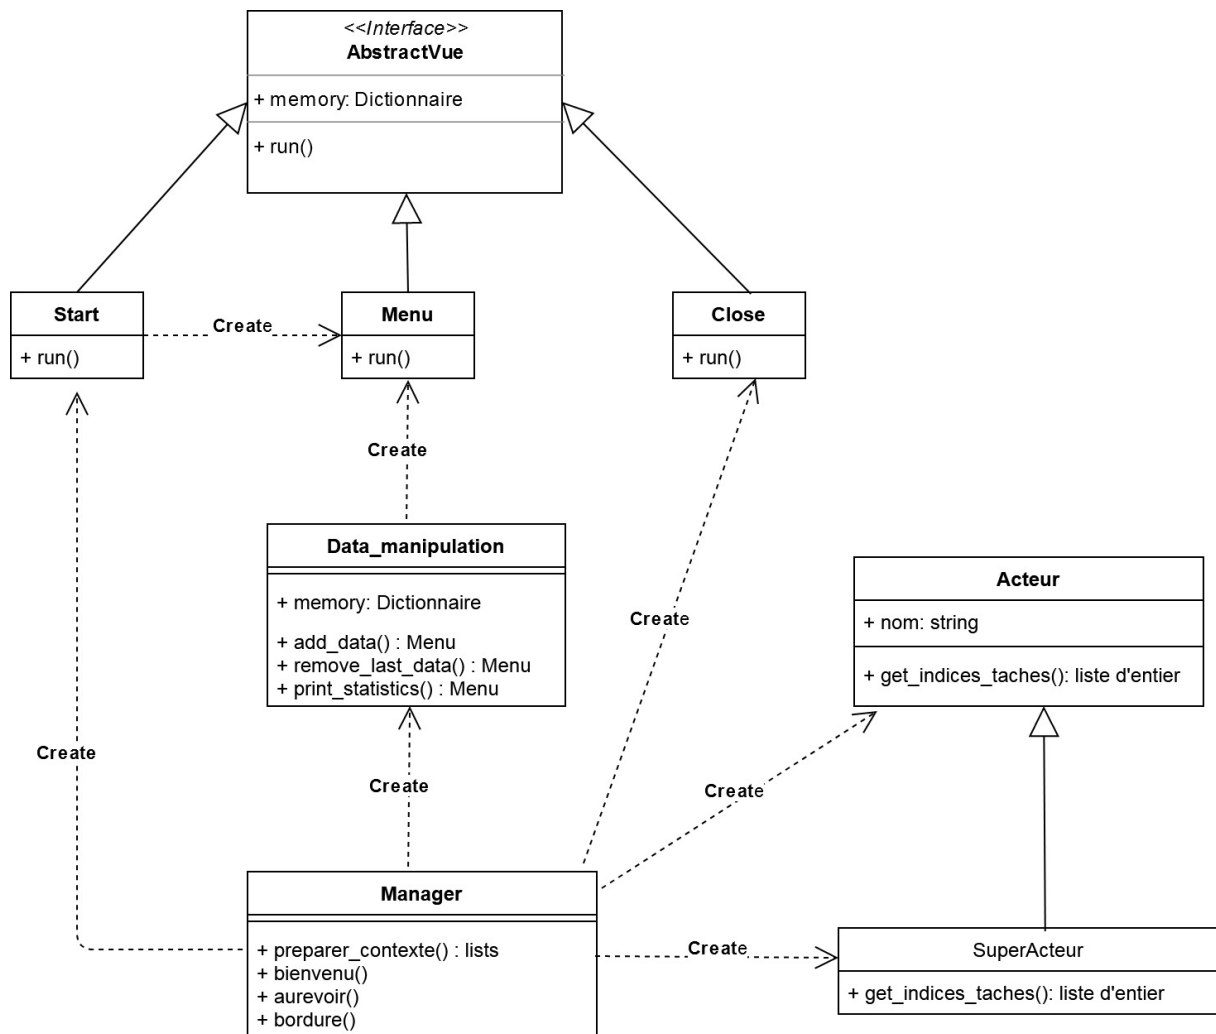 <<Interface>>
AbstractVue
+ memory: Dictionnaire
+ run()
Start
+ run()
Create
Menu
+ run()
Close
+ run()
Create
Data_manipulation
+ memory: Dictionnaire
+ add_data() : Menu
+ remove_last_data() : Menu
+ print_statistics() : Menu
Create
Acteur
+ nom: string
+ get_indices_taches(): liste d'entier
Create
Create
Create
Manager
+ preparer_contexte() : lists
+ bienvenu()
+ aurevoir()
+ bordure()
Create
SuperActeur
+ get_indices_taches(): liste d'entier